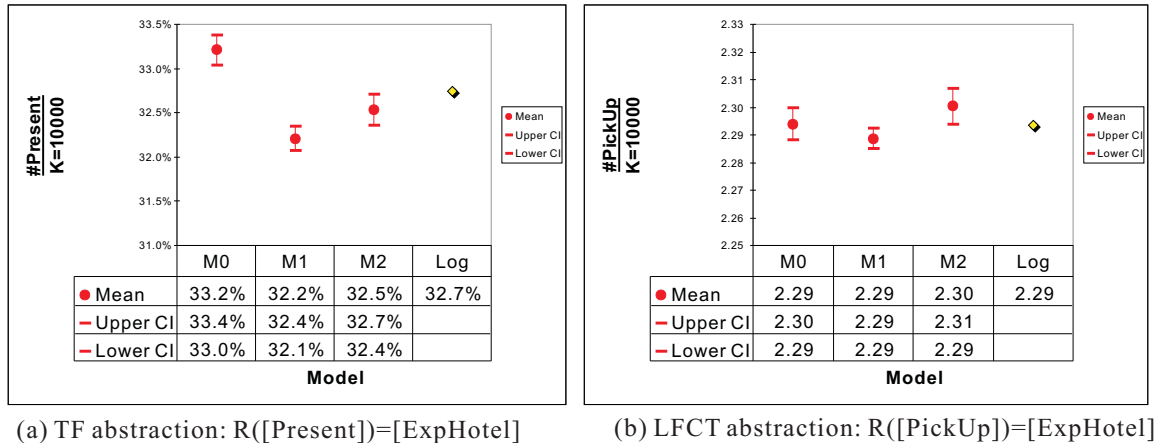 33.5%
33.0%
32.5%
32.0%
31.5%
31.0%
#Present
K=10000
Mean
Upper CI
Lower CI
M0 M1 M2 Log
Mean 33.2% 32.2% 32.5% 32.7%
Upper CI 33.4% 32.4% 32.7%
Lower CI 33.0% 32.1% 32.4%
Model
(a) TF abstraction: R([Present])=[ExpHotel]
2.33
2.32
2.31
2.30
2.29
2.28
2.27
2.26
2.25
#PickUp
K=10000
Mean
Upper CI
Lower CI
M0 M1 M2 Log
Mean 2.29 2.29 2.30 2.29
Upper CI 2.30 2.29 2.31
Lower CI 2.29 2.29 2.29
Model
(b) LFCT abstraction: R([PickUp])=[ExpHotel]